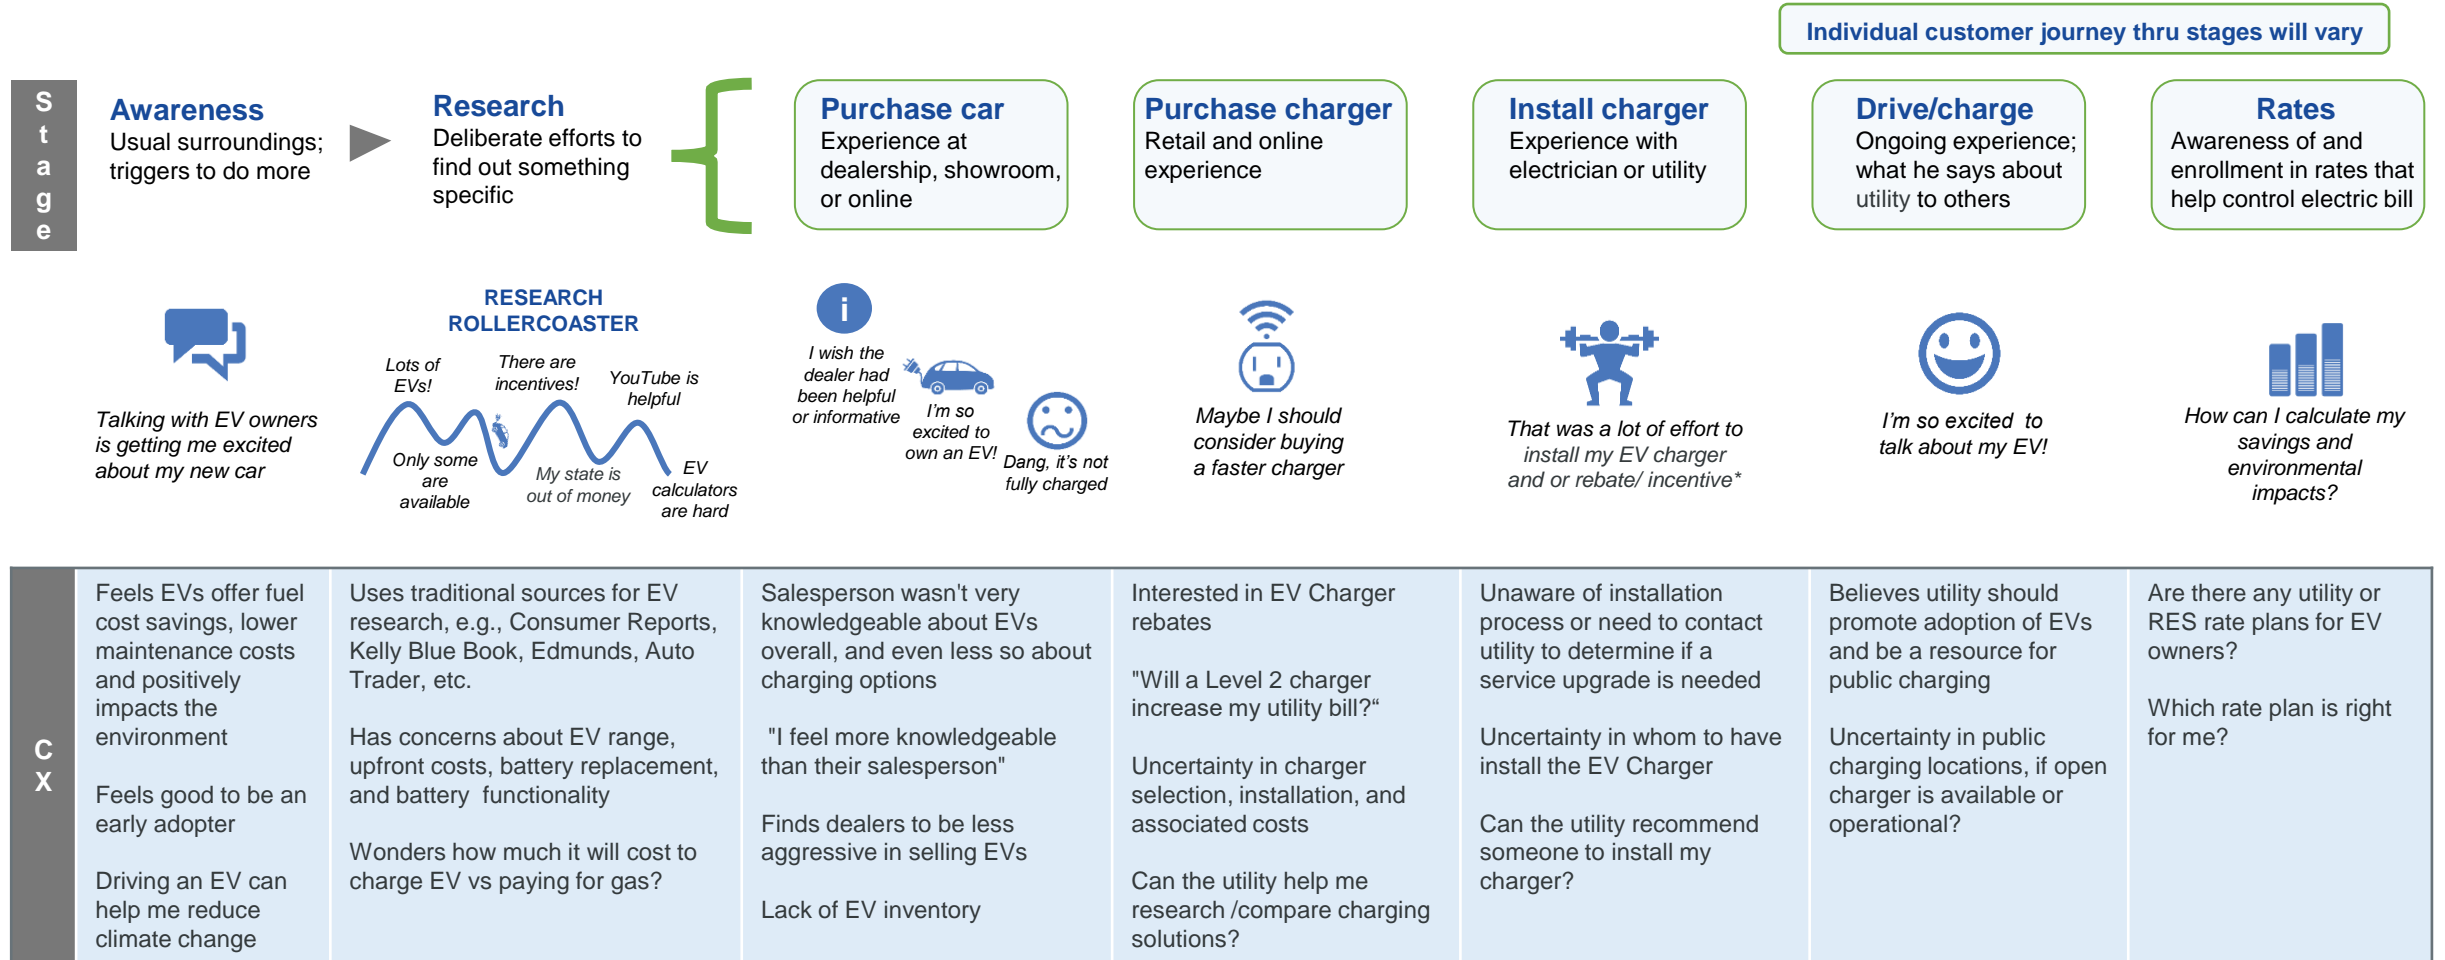 Individual customer journey thru stages will vary
S
t
a
g
e
Awareness
Usual surroundings;
triggers to do more
Research
Deliberate efforts to
find out something
specific
Purchase car
Experience at
dealership, showroom,
or online
Purchase charger
Retail and online
experience
Install charger
Experience with
electrician or utility
Drive/charge
Ongoing experience;
what he says about
utility to others
Rates
Awareness of and
enrollment in rates that
help control electric bill
Talking with EV owners
is getting me excited
about my new car
RESEARCH
ROLLERCOASTER
Lots of
EVs!
There are
incentives!
YouTube is
helpful
Only some
are
available
My state is
out of money
EV
calculators
are hard
i
I wish the
dealer had
been helpful
or informative
I'm so
excited to
own an EV!
Dang, it's not
fully charged
Maybe I should
consider buying
a faster charger
That was a lot of effort to
install my EV charger
and or rebate/ incentive*
I'm so excited to
talk about my EV!
How can I calculate my
savings and
environmental
impacts?
C
X
Feels EVs offer fuel
cost savings, lower
maintenance costs
and positively
impacts the
environment
Feels good to be an
early adopter
Driving an EV can
help me reduce
climate change
Uses traditional sources for EV
research, e.g., Consumer Reports,
Kelly Blue Book, Edmunds, Auto
Trader, etc.
Has concerns about EV range,
upfront costs, battery replacement,
and battery functionality
Wonders how much it will cost to
charge EV vs paying for gas?
Salesperson wasn't very
knowledgeable about EVs
overall, and even less so about
charging options
"I feel more knowledgeable
than their salesperson"
Finds dealers to be less
aggressive in selling EVs
Lack of EV inventory
Interested in EV Charger
rebates
"Will a Level 2 charger
increase my utility bill?“
Uncertainty in charger
selection, installation, and
associated costs
Can the utility help me
research /compare charging
solutions?
Unaware of installation
process or need to contact
utility to determine if a
service upgrade is needed
Uncertainty in whom to have
install the EV Charger
Can the utility recommend
someone to install my
charger?
Believes utility should
promote adoption of EVs
and be a resource for
public charging
Uncertainty in public
charging locations, if open
charger is available or
operational?
Are there any utility or
RES rate plans for EV
owners?
Which rate plan is right
for me?